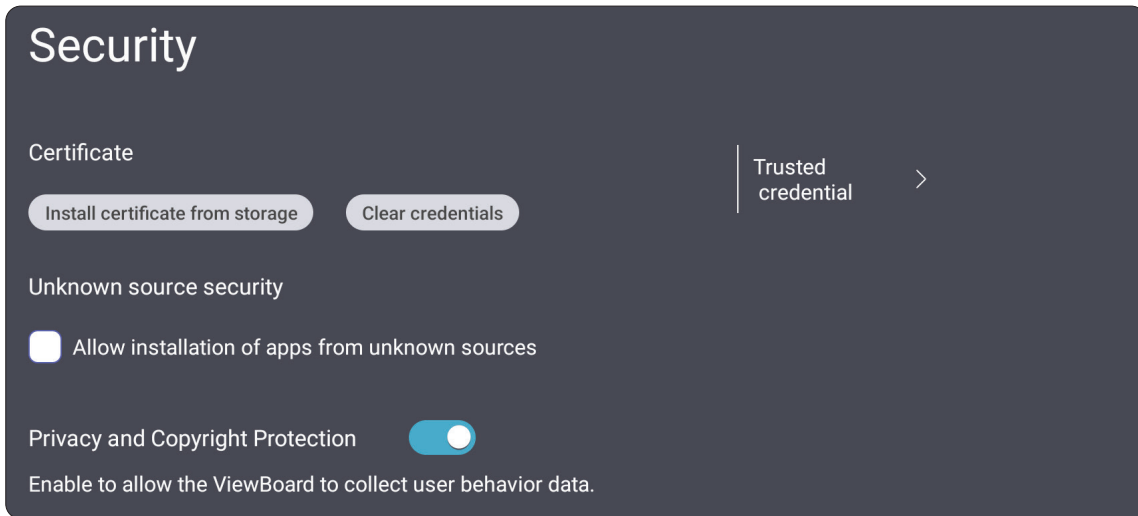 Security
Certificate
Install certificate from storage
Clear credentials
Trusted
credential
Unknown source security
Allow installation of apps from unknown sources
Privacy and Copyright Protection
Enable to allow the ViewBoard to collect user behavior data.